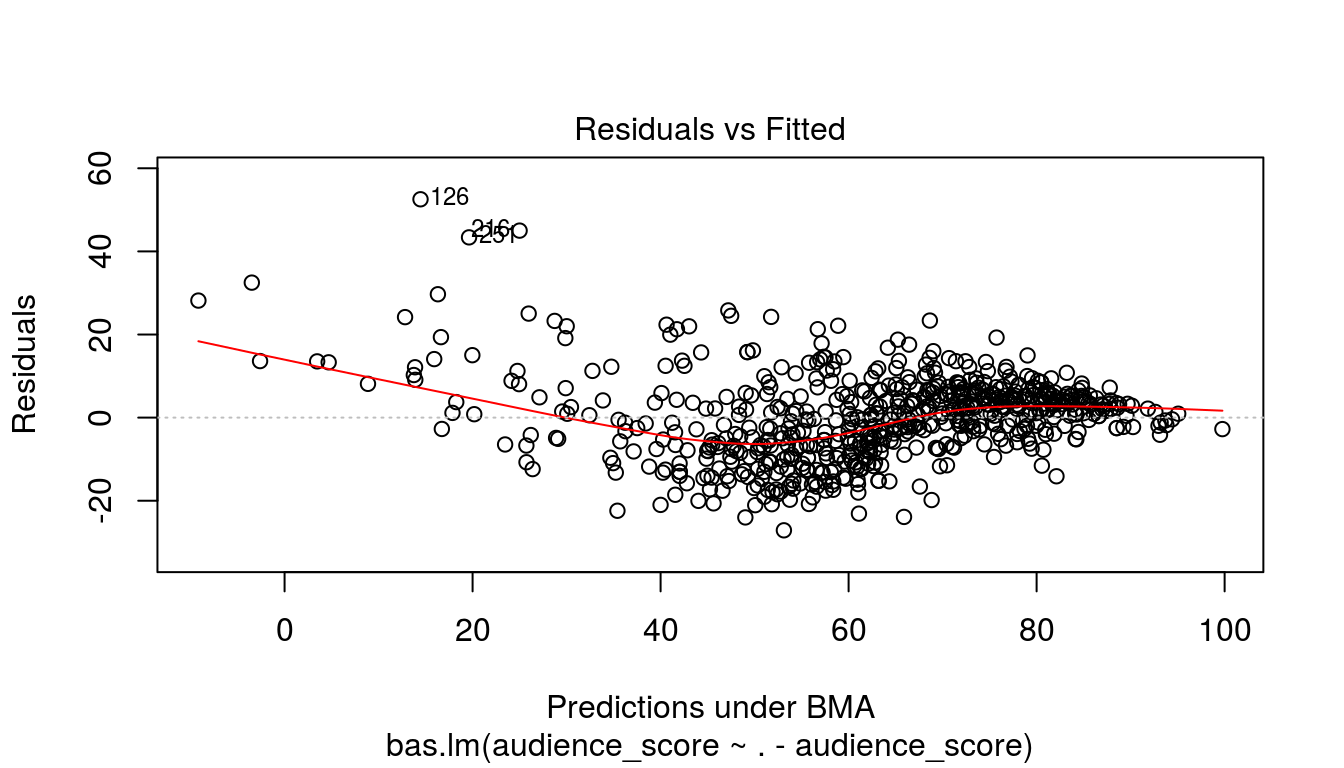 Residuals vs Fitted
Residuals
60
40
20
0
-20
126
216
251
0 20 40 60 80 100
Predictions under BMA
bas.lm(audience_score ~ . - audience_score)